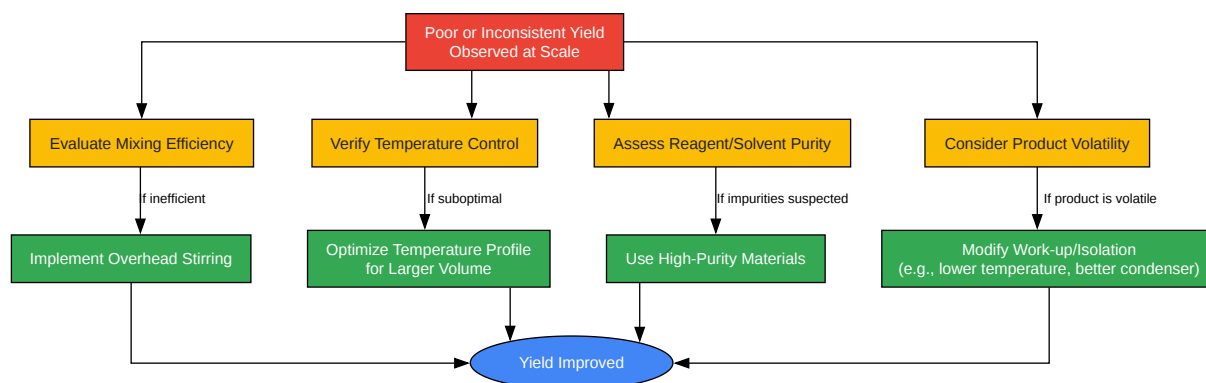 Poor or Inconsistent Yield
Observed at Scale
Evaluate Mixing Efficiency
Verify Temperature Control
Assess Reagent/Solvent Purity
Consider Product Volatility
If inefficient
If suboptimal
If impurities suspected
If product is volatile
Implement Overhead Stirring
Optimize Temperature Profile
for Larger Volume
Use High-Purity Materials
Modify Work-up/Isolation
(e.g., lower temperature, better condenser)
Yield Improved